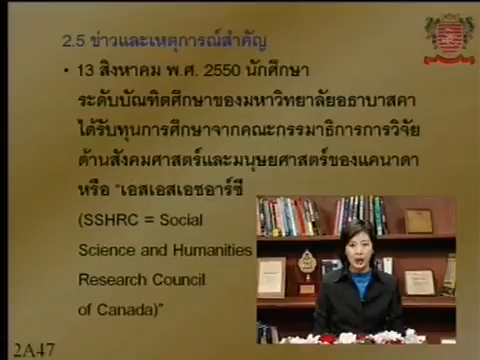 2.5 ข่าวและเหตุการณ์สำคัญ
• 13 สิงหาคม พ.ศ. 2550 นักศึกษา
ระดับบัณฑิตศึกษาของมหาวิทยาลัยอธาบาสคา
ได้รับทุนการศึกษาจากคณะกรรมาธิการการวิจัย
ด้านสังคมศาสตร์และมนุษยศาสตร์ของแคนาดา
หรือ "เอสเอสเอชอาร์ซี
(SSHRC = Social
Science and Humanities
Research Council
of Canada)"
2A47